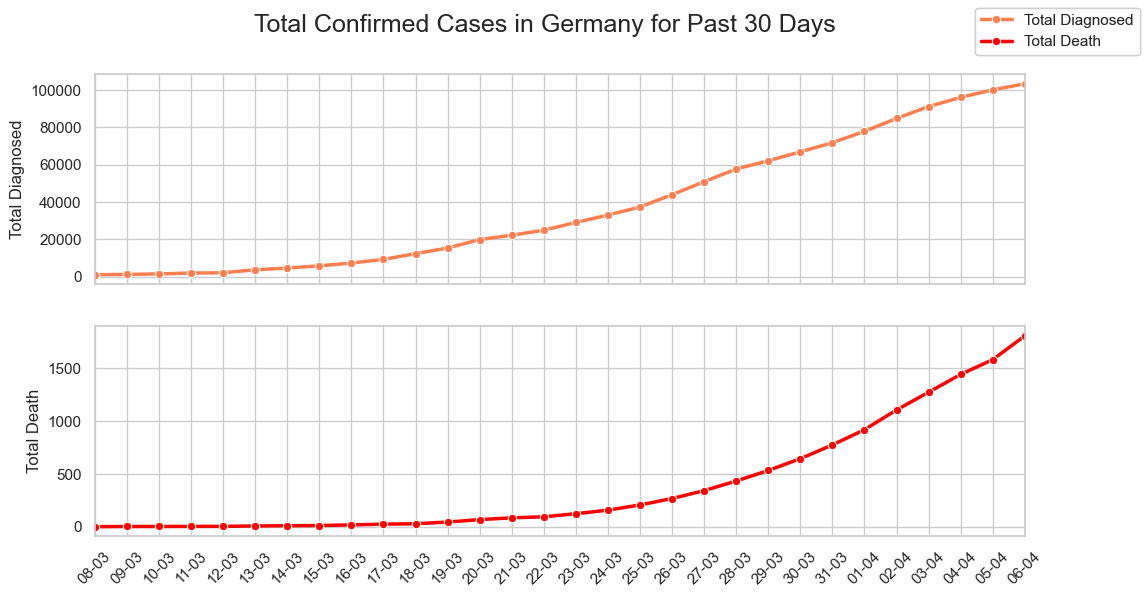 Total Confirmed Cases in Germany for Past 30 Days
Total Diagnosed
Total Death
Total Diagnosed
100000
80000
60000
40000
20000
0
Total Death
1500
1000
500
0
08-03 09-03 10-03 11-03 12-03 13-03 14-03 15-03 16-03 17-03 18-03 19-03 20-03 21-03 22-03 23-03 24-03 25-03 26-03 27-03 28-03 29-03 30-03 31-03 01-04 02-04 03-04 04-04 05-04 06-04